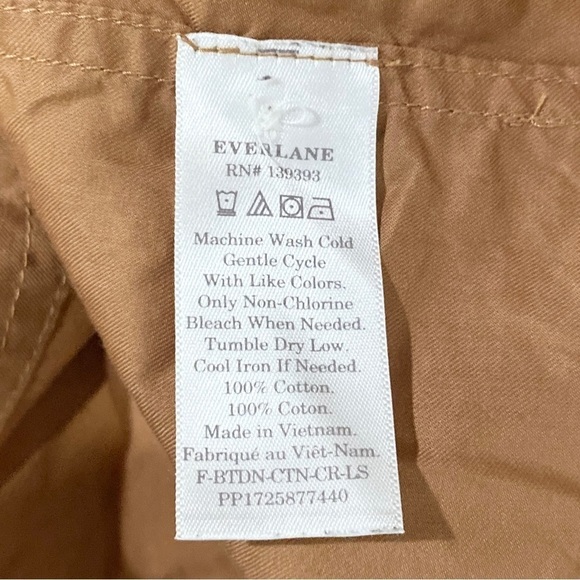 EVERLANE
RN# 139393
Machine Wash Cold
Gentle Cycle
With Like Colors.
Only Non-Chlorine
Bleach When Needed.
Tumble Dry Low.
Cool Iron If Needed.
100% Cotton.
100% Coton.
Made in Vietnam.
Fabriqué au Viêt-Nam.
F-BTDN-CTN-CR-LS
PP1725877440